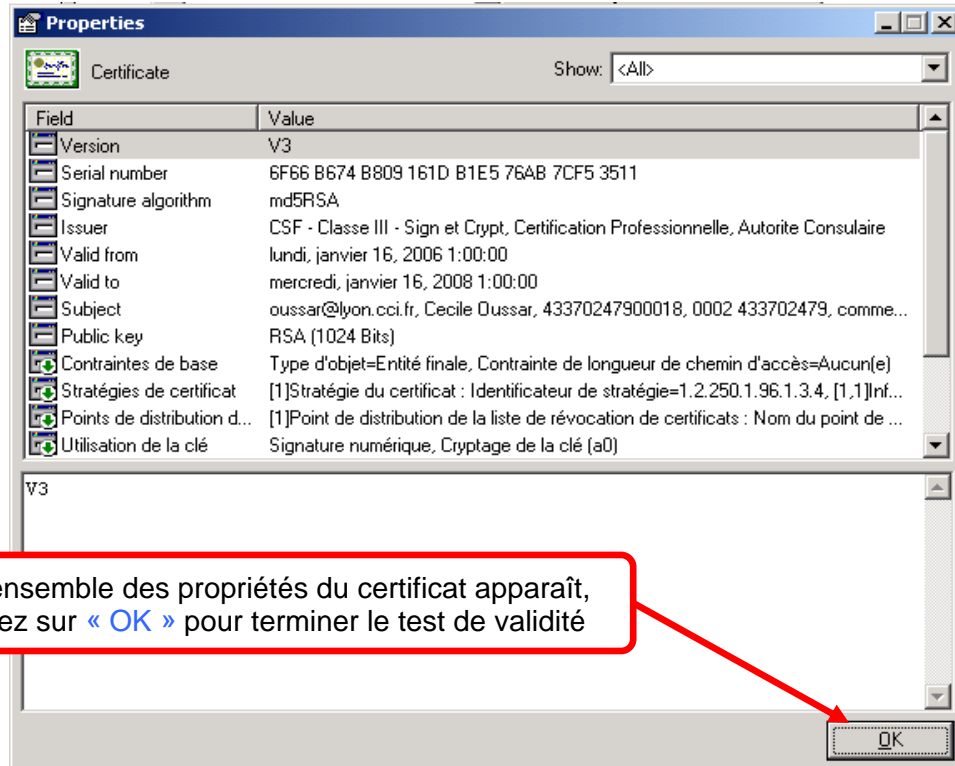 Properties
Certificate
Show: <All>
Field Value
Version V3
Serial number 6F66 B674 B809 161D B1E5 76AB 7CF5 3511
Signature algorithm md5RSA
Issuer CSF - Classe III - Sign et Crypt, Certification Professionnelle, Autorite Consulaire
Valid from lundi, janvier 16, 2006 1:00:00
Valid to mercredi, janvier 16, 2008 1:00:00
Subject oussar@lyon.cci.fr, Cecile Oussar, 43370247900018, 0002 433702479, comme...
Public key RSA (1024 Bits)
Contraintes de base Type d'objet=Entité finale, Contrainte de longueur de chemin d'accès=Aucun(e)
Stratégies de certificat [1]Stratégie du certificat : Identificateur de stratégie=1.2.250.1.96.1.3.4, [1,1]Inf...
Points de distribution d... [1]Point de distribution de la liste de révocation de certificats : Nom du point de ...
Utilisation de la clé Signature numérique, Cryptage de la clé (a0)
V3
ensemble des propriétés du certificat apparaît,
ez sur « OK » pour terminer le test de validité
OK